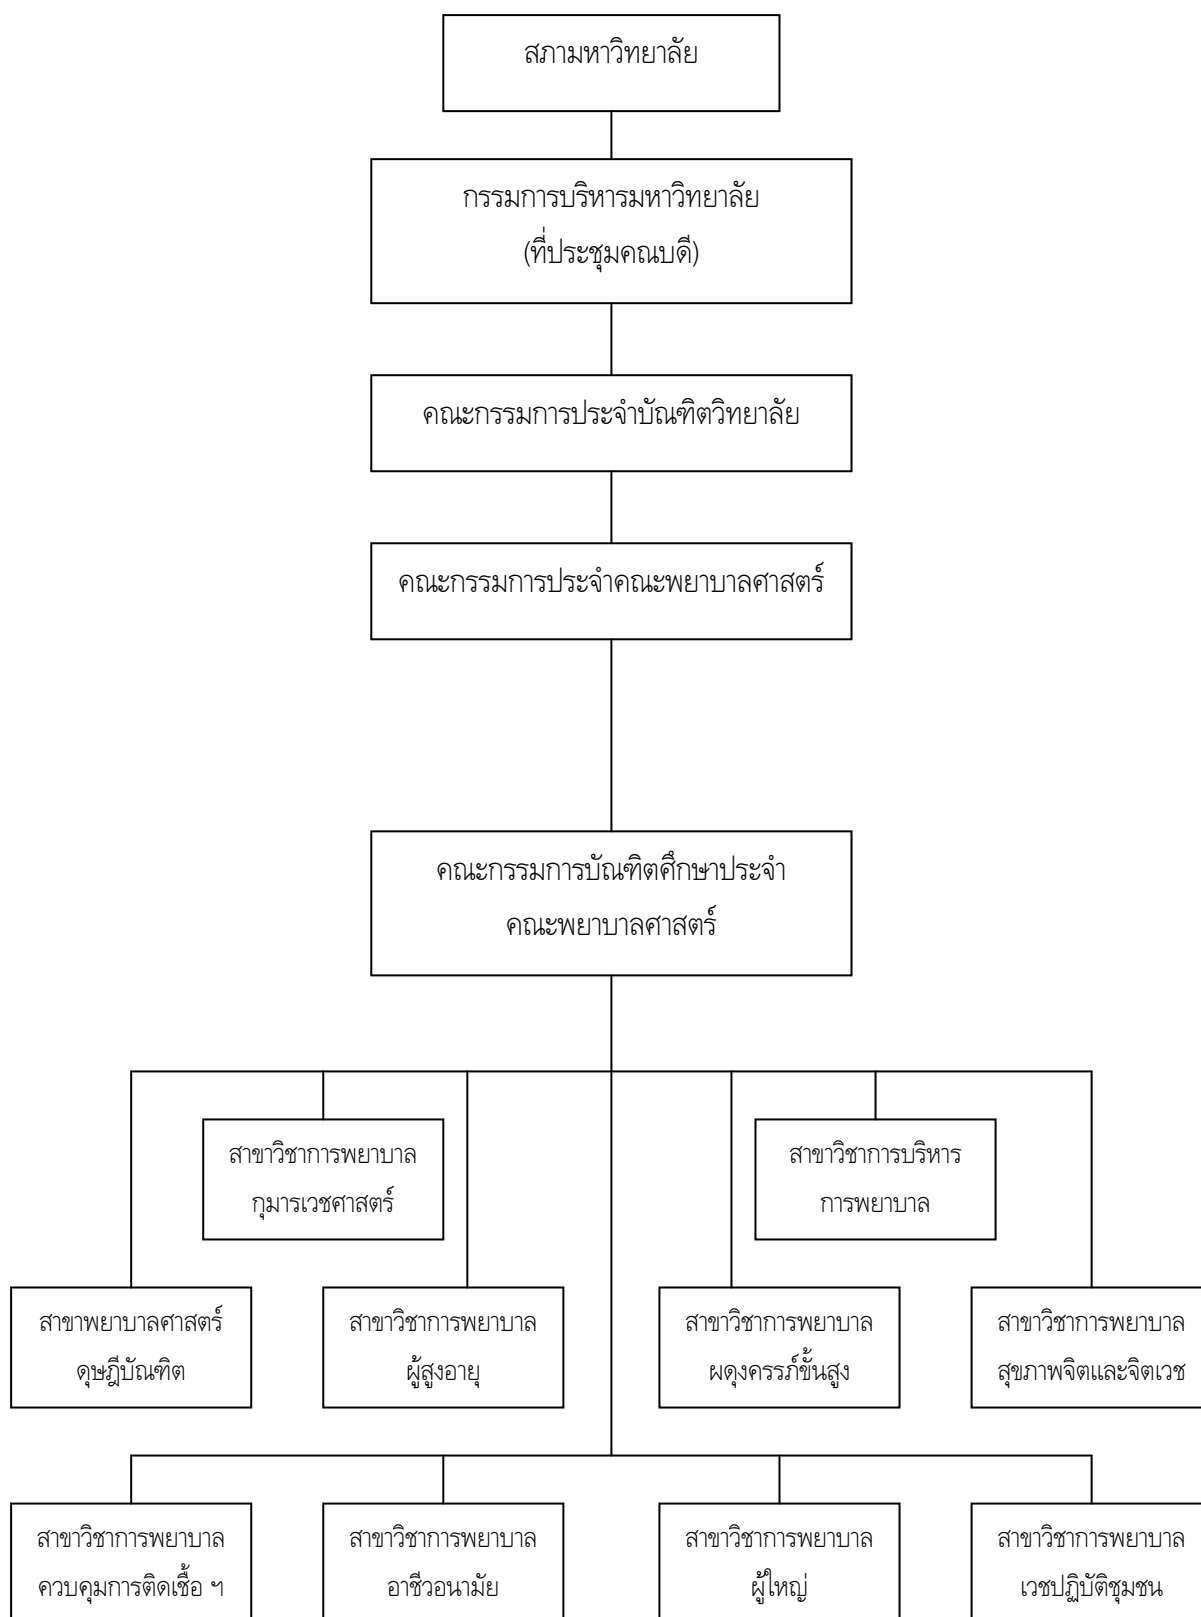 สภามหาวิทยาลัย
กรรมการบริหารมหาวิทยาลัย
(ที่ประชุมคณบดี)
คณะกรรมการประจำบัณฑิตวิทยาลัย
คณะกรรมการประจำคณะพยาบาลศาสตร์
คณะกรรมการบัณฑิตศึกษาประจำ
คณะพยาบาลศาสตร์
สาขาวิชาการพยาบาล
กุมารเวชศาสตร์
สาขาวิชาการบริหาร
การพยาบาล
สาขาพยาบาลศาสตร์
ดุษฎีบัณฑิต
สาขาวิชาการพยาบาล
ผู้สูงอายุ
สาขาวิชาการพยาบาล
ผดุงครรภ์ขั้นสูง
สาขาวิชาการพยาบาล
สุขภาพจิตและจิตเวช
สาขาวิชาการพยาบาล
ควบคุมการติดเชื้อ ฯ
สาขาวิชาการพยาบาล
อาชีวอนามัย
สาขาวิชาการพยาบาล
ผู้ใหญ่
สาขาวิชาการพยาบาล
เวชปฏิบัติชุมชน